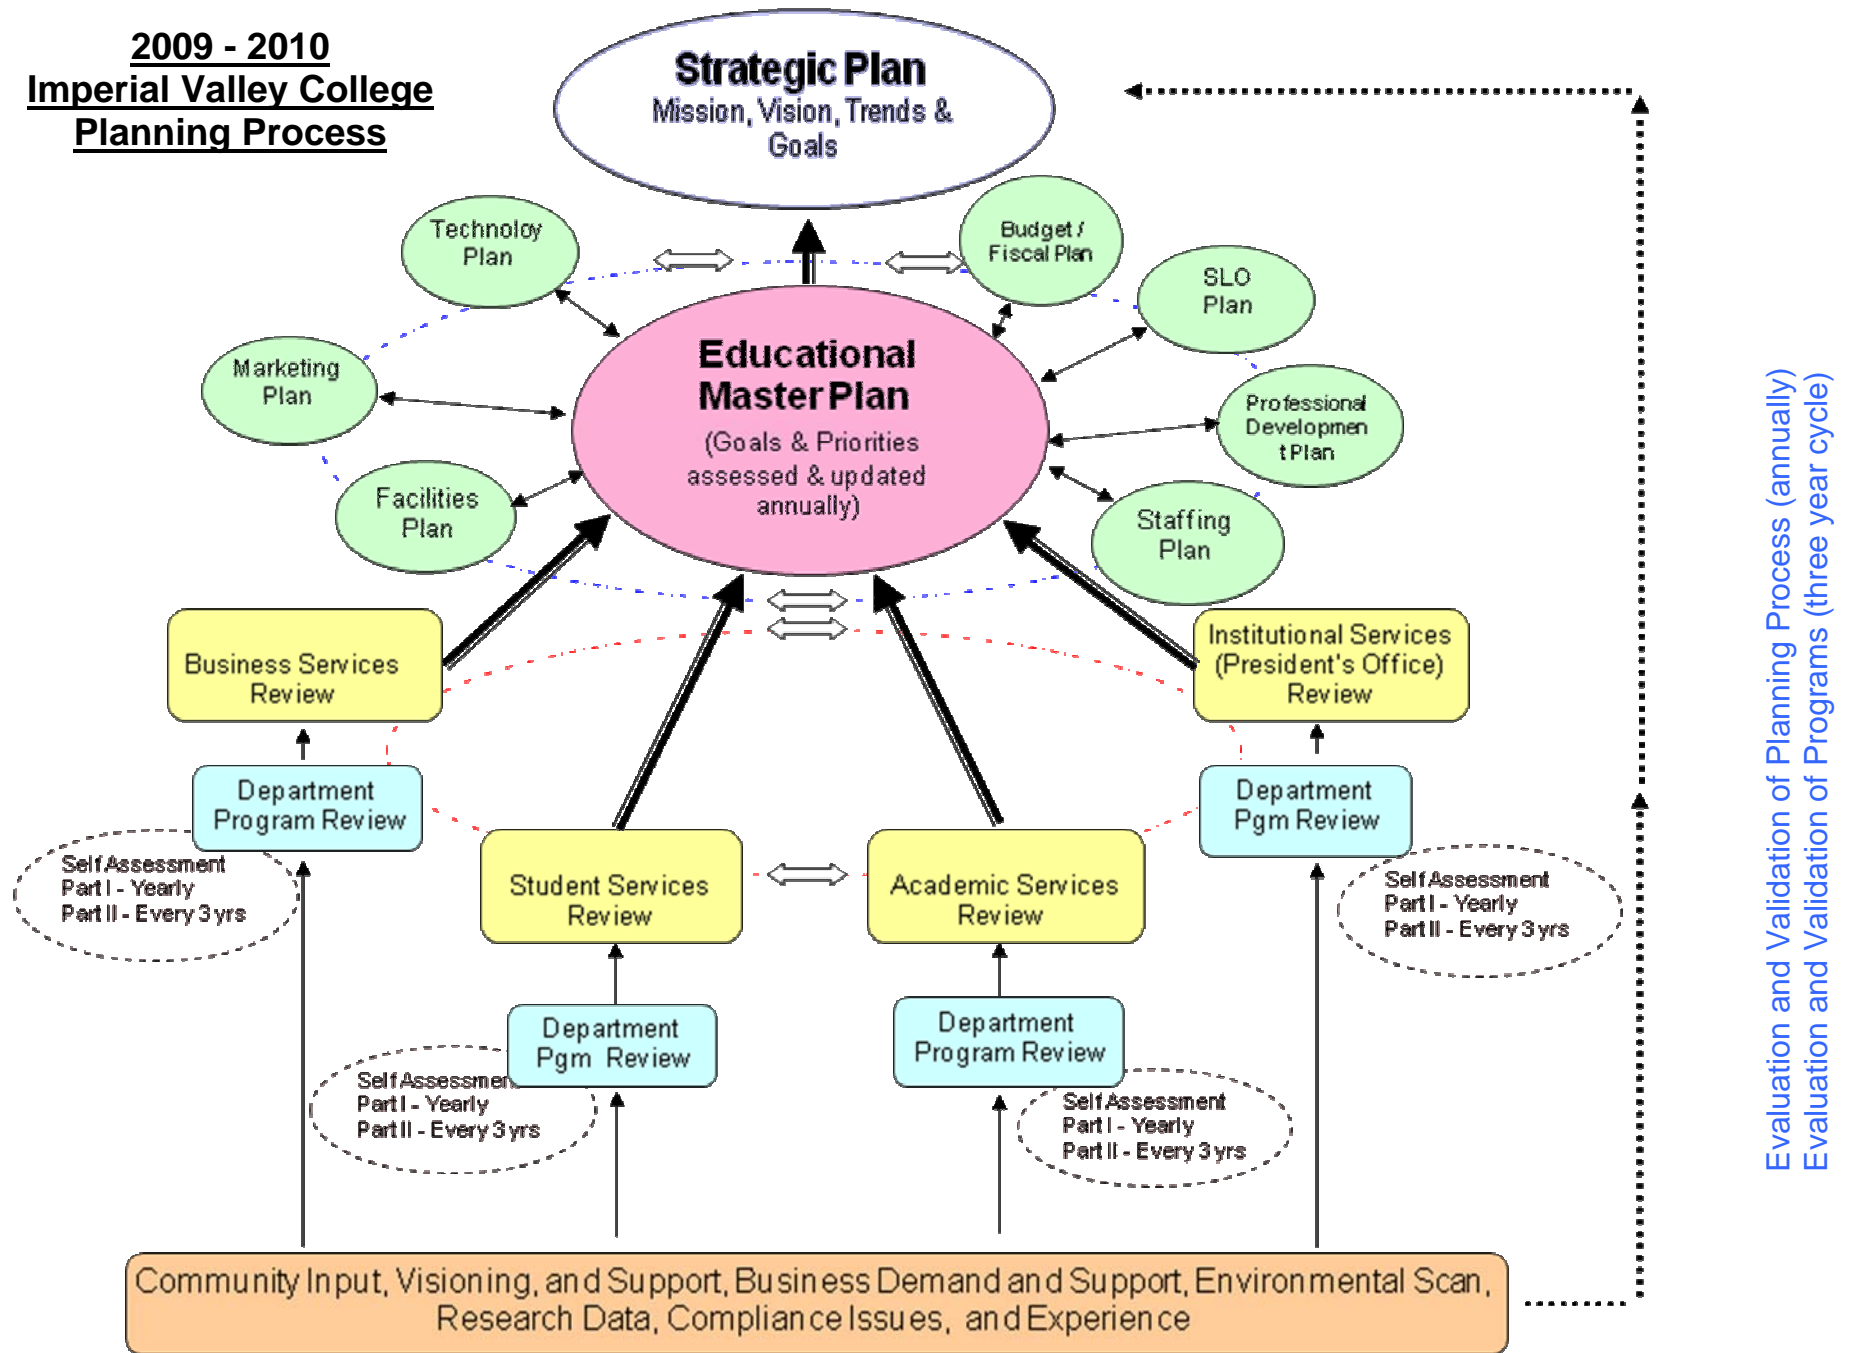 2009 - 2010
Imperial Valley College
Planning Process
Strategic Plan
Mission, Vision, Trends &
Goals
Technoloy
Plan
Budget /
Fiscal Plan
SLO
Plan
Marketing
Plan
Educational
Master Plan
(Goals & Priorities
assessed & updated
annually)
Professional
Developmen
t Plan
Facilities
Plan
Staffing
Plan
Business Services
Review
Institutional Services
(President's Office)
Review
Department
Program Review
Department
Pgm Review
Self Assessment
Part I - Yearly
Part II - Every 3 yrs
Student Services
Review
Academic Services
Review
Self Assessment
Part I - Yearly
Part II - Every 3 yrs
Department
Pgm Review
Department
Program Review
Self Assessmen
Part I - Yearly
Part II - Every 3 yrs
Self Assessment
Part I - Yearly
Part II - Every 3 yrs
Community Input, Visioning, and Support, Business Demand and Support, Environmental Scan,
Research Data, Compliance Issues, and Experience
Evaluation and Validation of Planning Process (annually)
Evaluation and Validation of Programs (three year cycle)